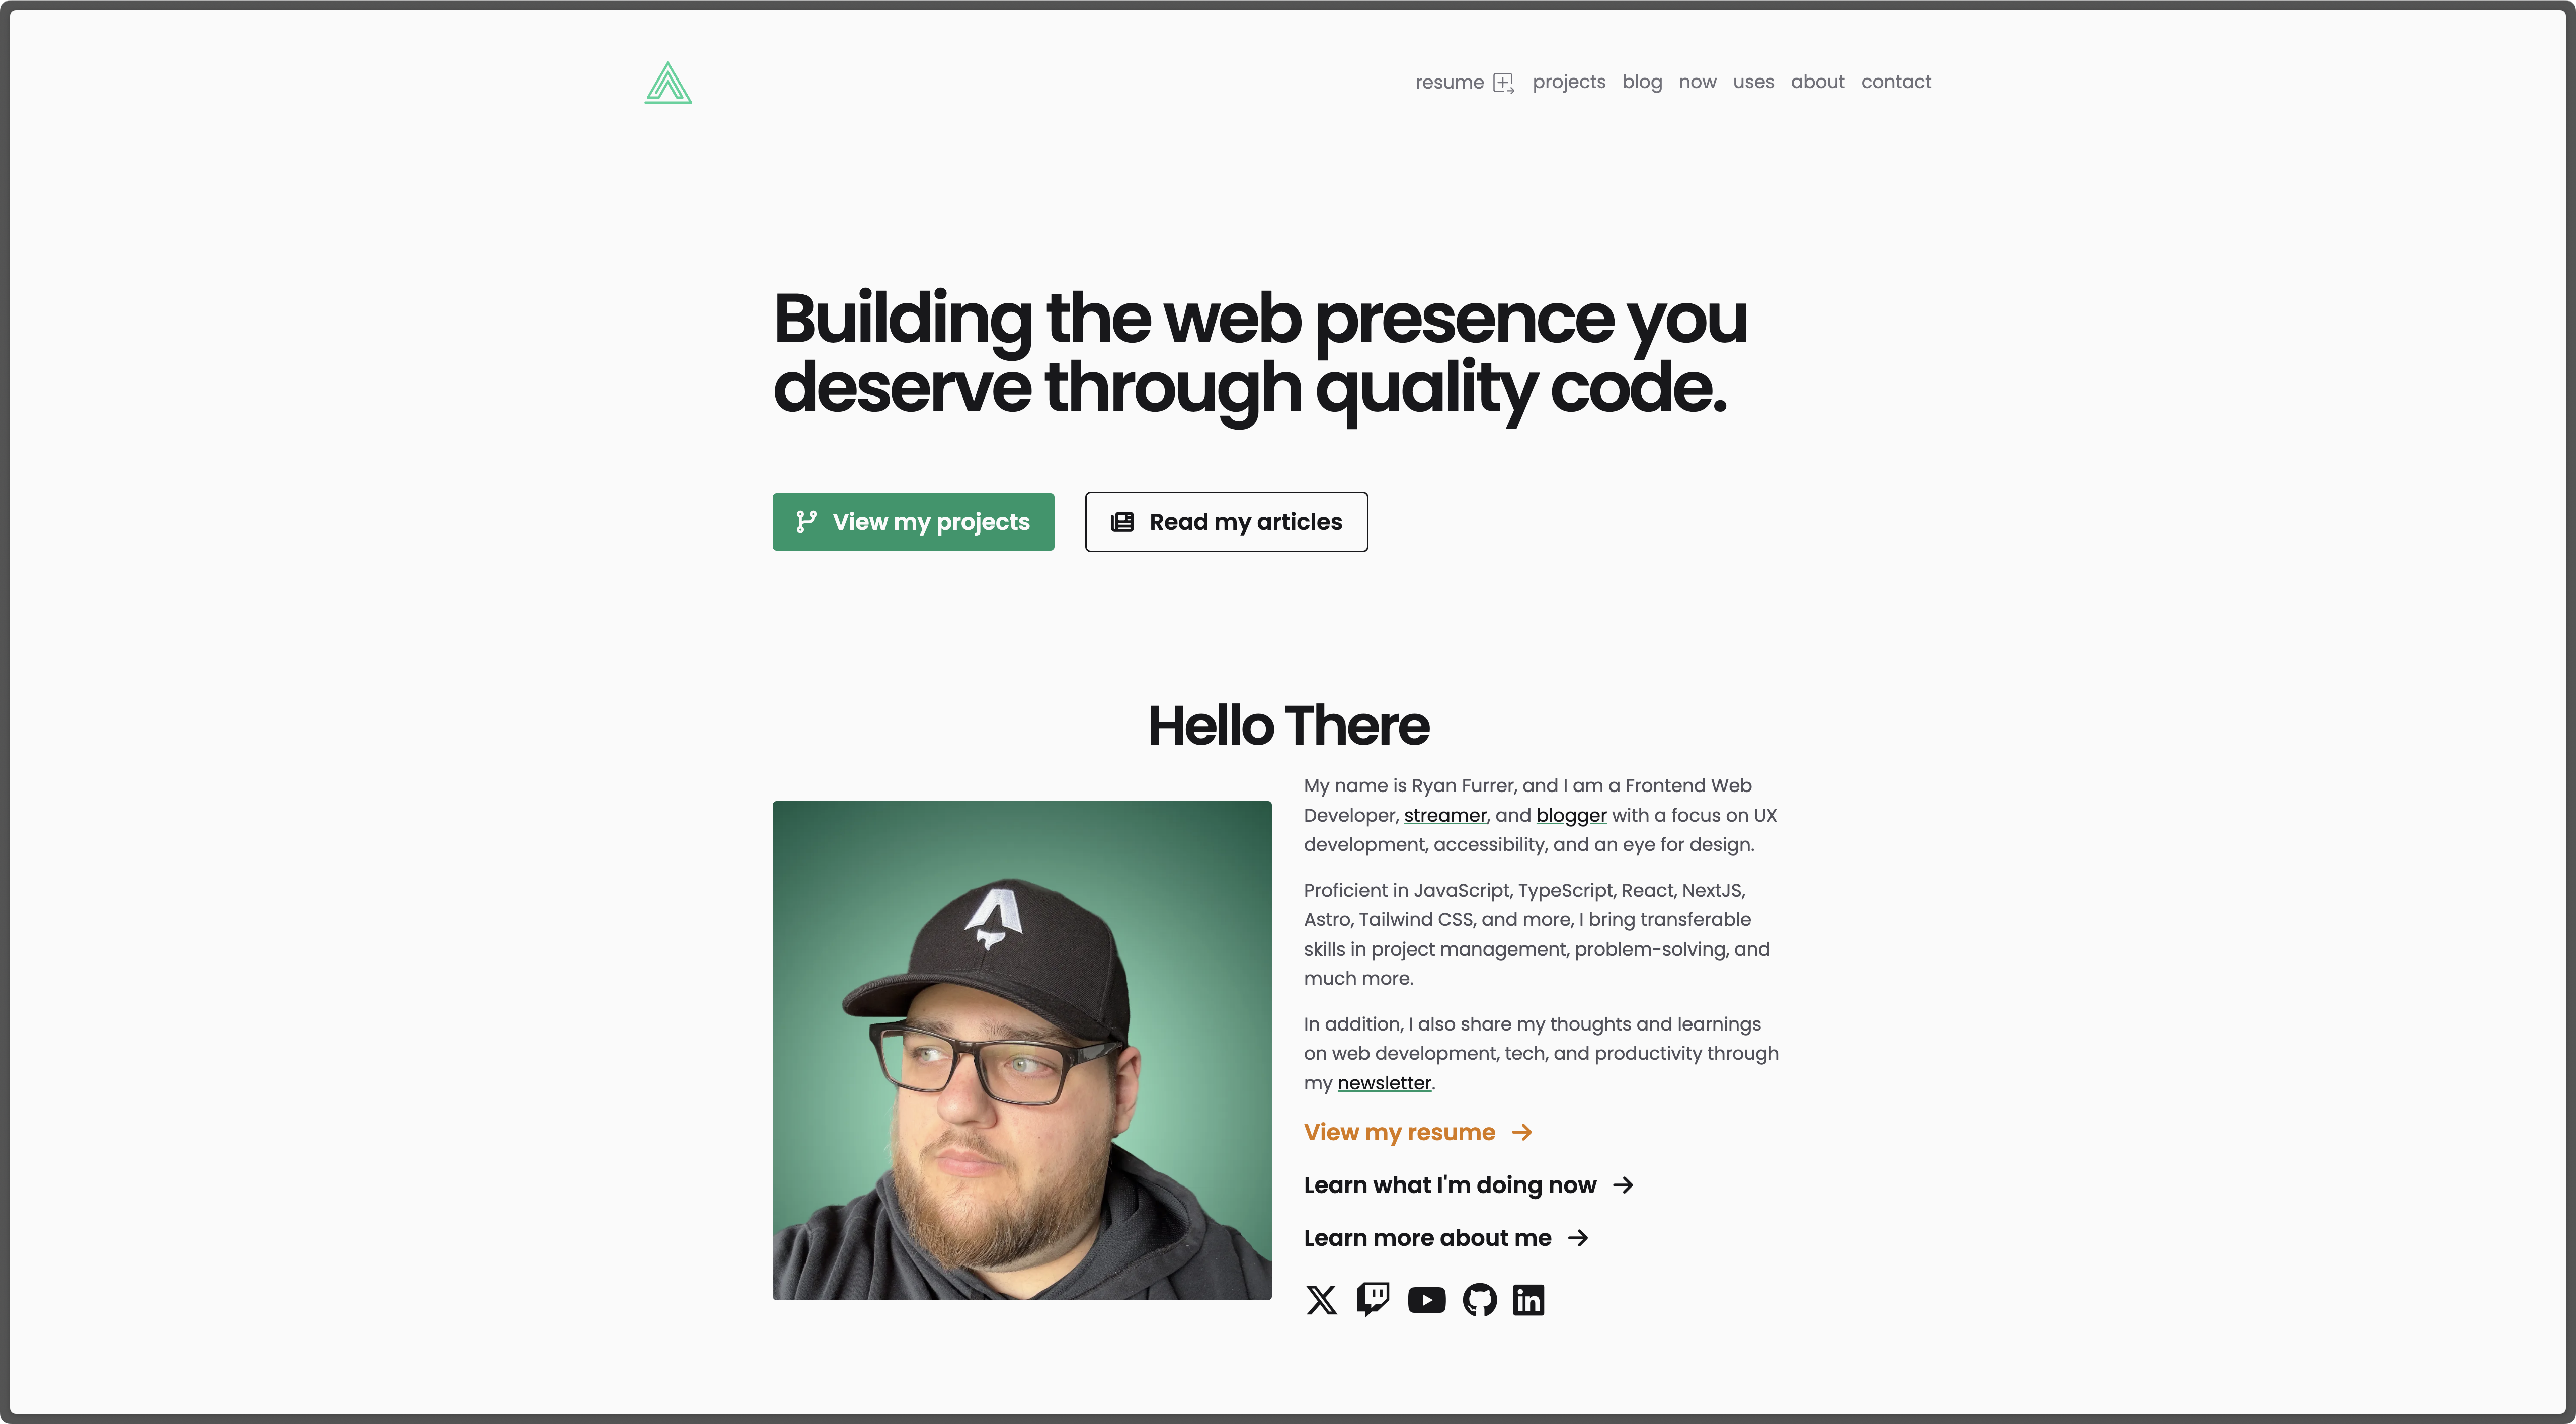 resume projects blog now uses about contact
Building the web presence you
deserve through quality code.
View my projects
Read my articles
Hello There
My name is Ryan Furrer, and I am a Frontend Web
Developer, streamer, and blogger with a focus on UX
development, accessibility, and an eye for design.
Proficient in JavaScript, TypeScript, React, NextJS,
Astro, Tailwind CSS, and more, I bring transferable
skills in project management, problem-solving, and
much more.
In addition, I also share my thoughts and learnings
on web development, tech, and productivity through
my newsletter.
View my resume
Learn what I'm doing now
Learn more about me